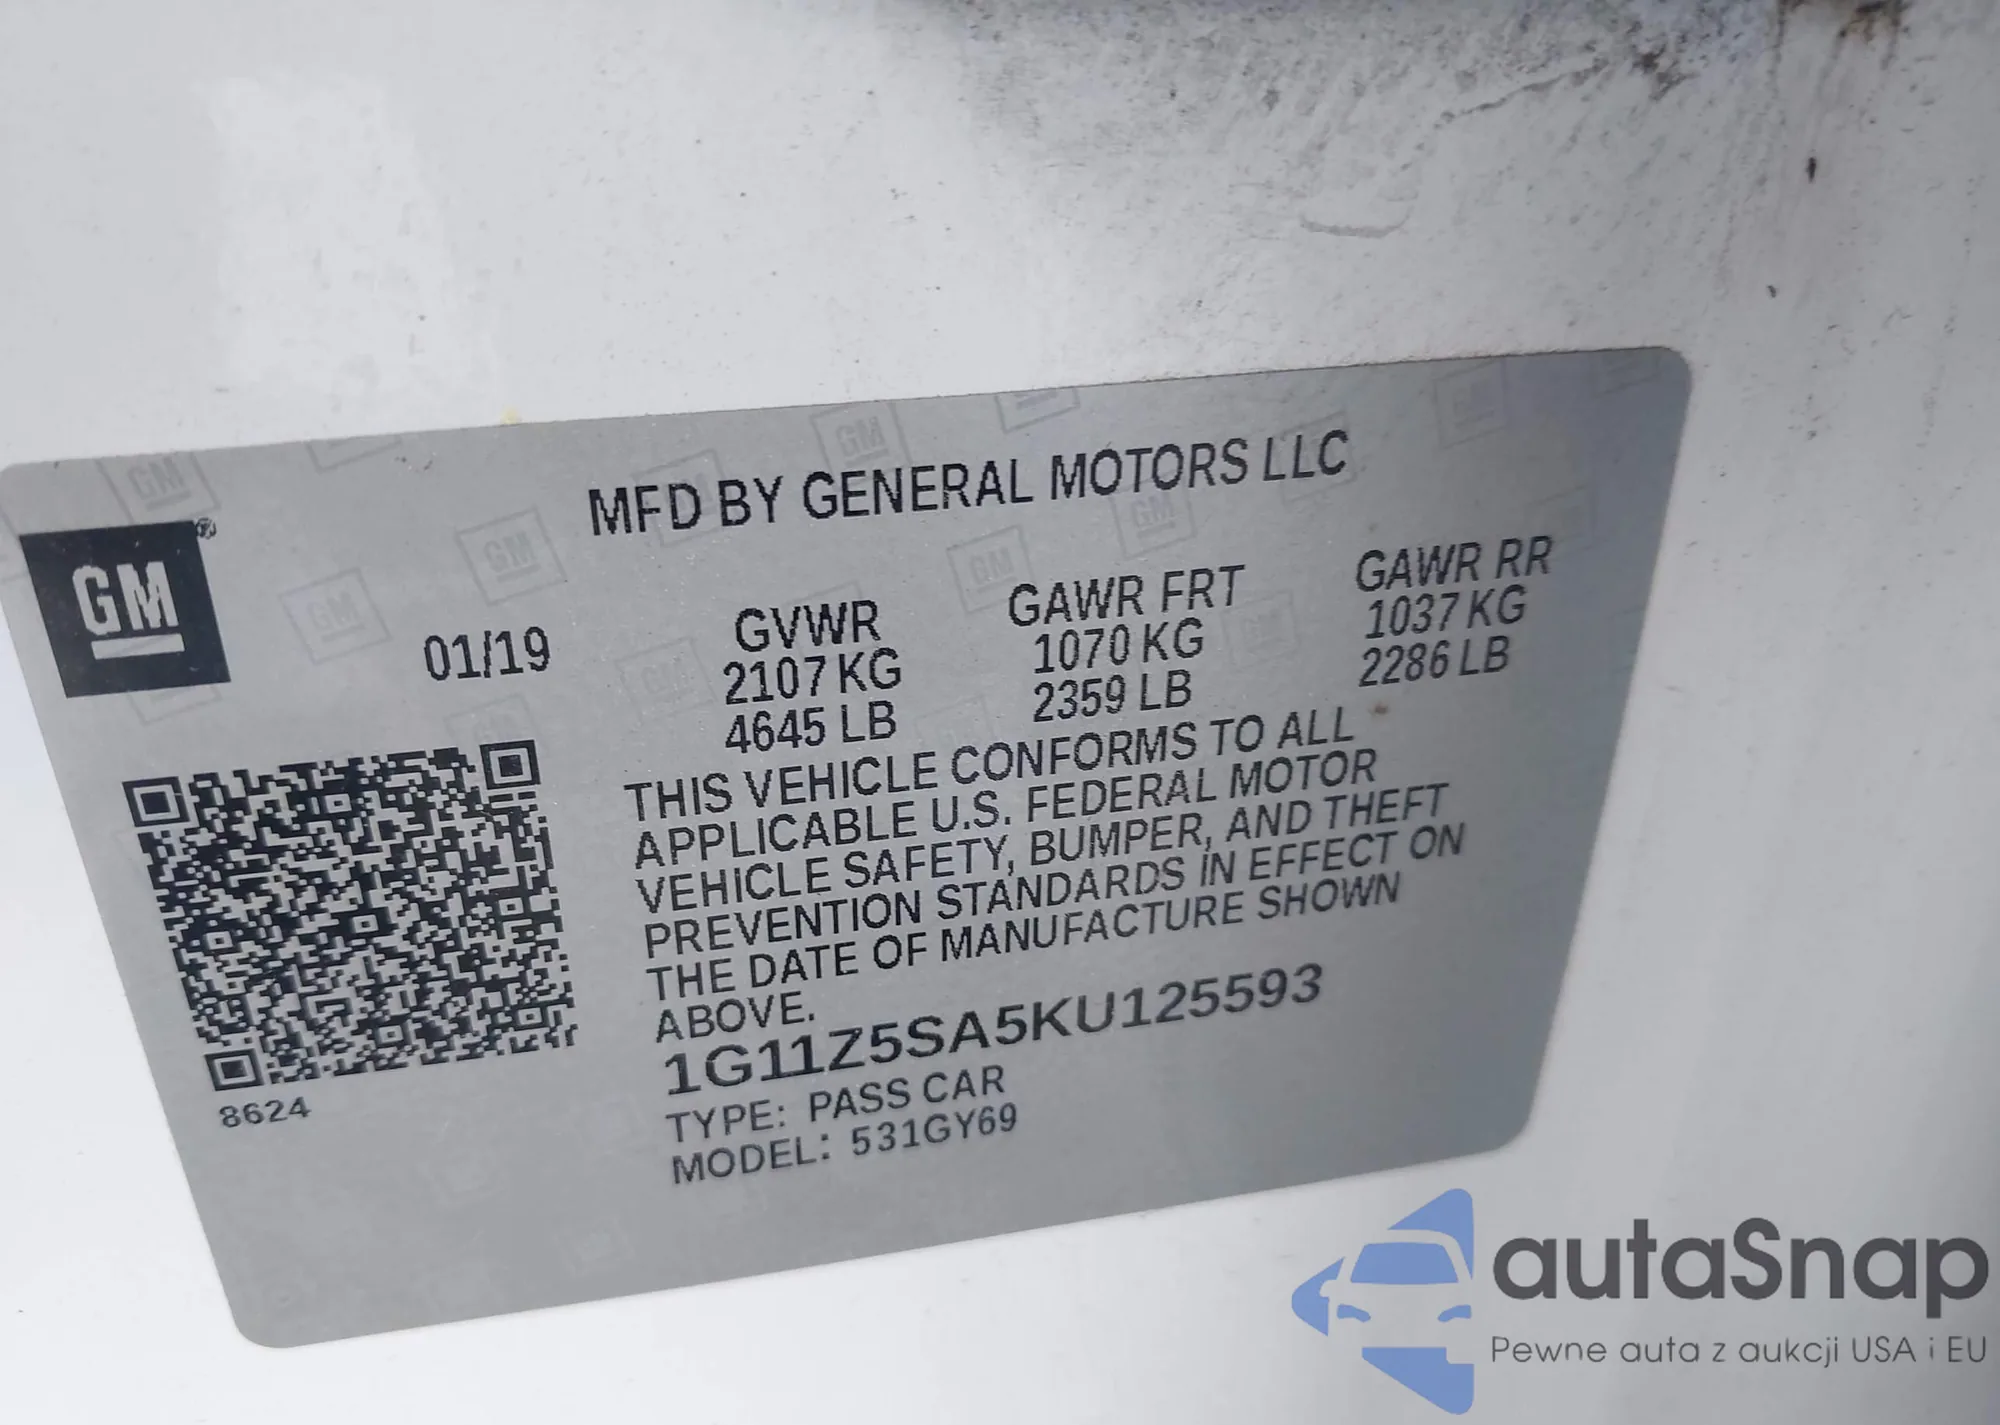 MFD BY GENERAL MOTORS LLC
GM®
01/19
GVWR
2107 KG
4645 LB
GAWR FRT
1070 KG
2359 LB
GAWR RR
1037 KG
2286 LB
THIS VEHICLE CONFORMS TO ALL
APPLICABLE U.S. FEDERAL MOTOR
VEHICLE SAFETY, BUMPER, AND THEFT
PREVENTION STANDARDS IN EFFECT ON
THE DATE OF MANUFACTURE SHOWN
ABOVE.
1G11Z5SA5KU125593
TYPE: PASS CAR
MODEL: 531GY69
8624
autaSnap
Pewne auta z aukcji USA i EU